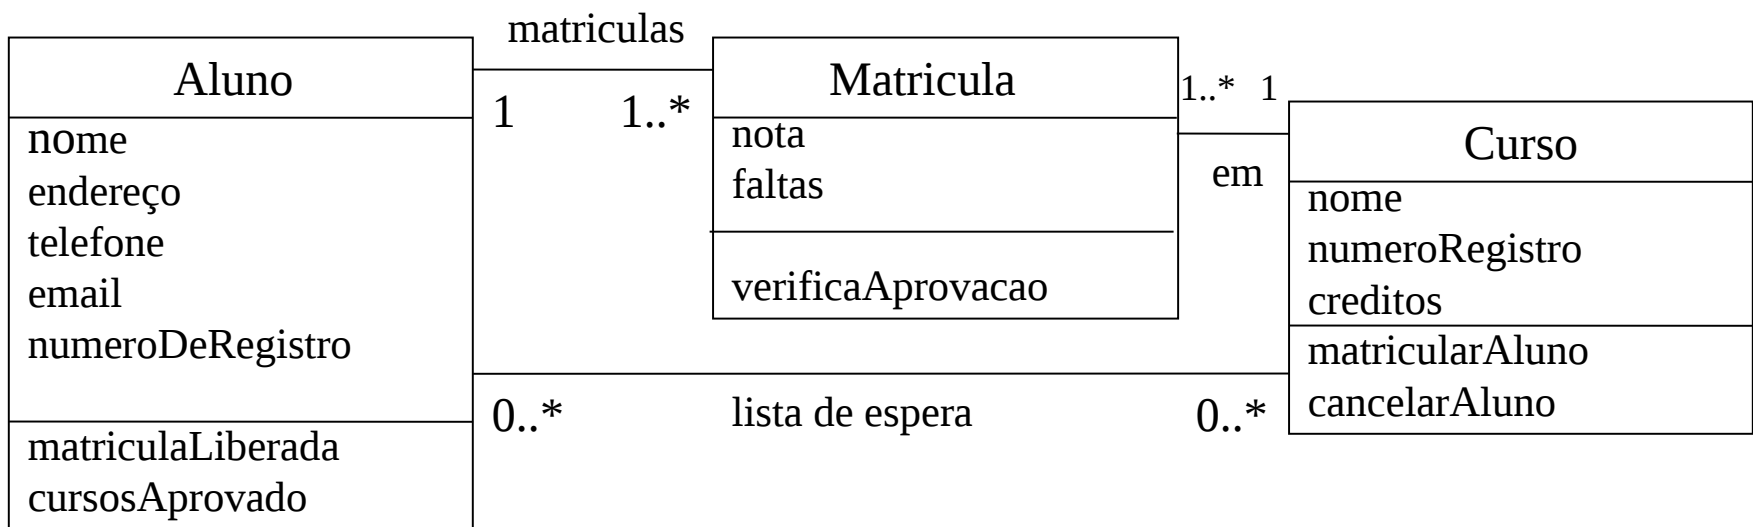 matriculas
Aluno
nome
endereço
telefone
email
numeroDeRegistro
matriculaLiberada
cursosAprovado
1 1..*
Matricula
nota
faltas
verificaAprovacao
1..* 1
em
Curso
nome
numeroRegistro
creditos
matricularAluno
cancelarAluno
0..* lista de espera 0..*